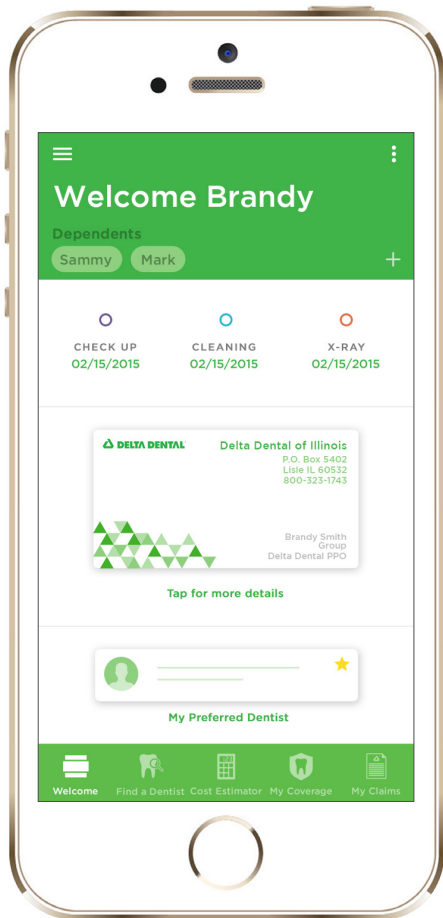 Welcome Brandy
Dependents
Sammy Mark +
CHECK UP CLEANING X-RAY
02/15/2015 02/15/2015 02/15/2015
DELTA DENTAL Delta Dental of Illinois
P.O. Box 5402
Lisle IL 60532
800-323-1743
Brandy Smith
Group
Delta Dental PPO
Tap for more details
My Preferred Dentist
Welcome Find a Dentist Cost Estimator My Coverage My Claims